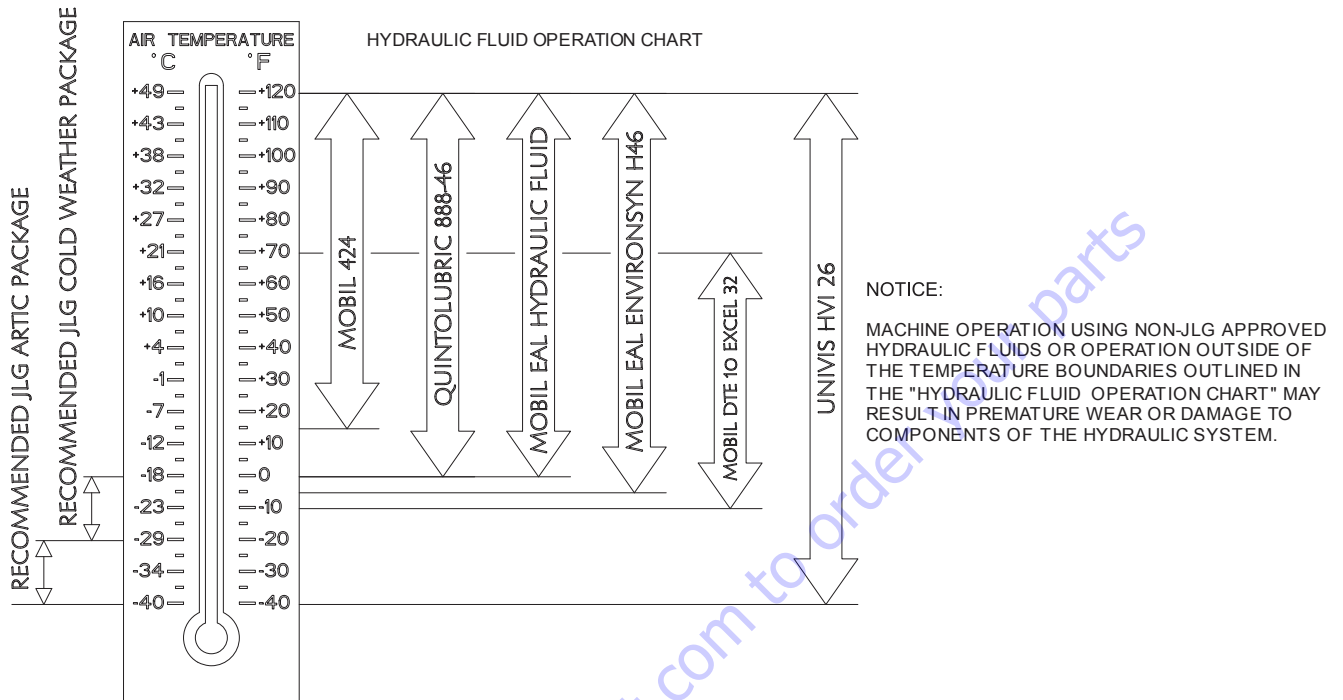 HYDRAULIC FLUID OPERATION CHART
RECOMMENDED JLG ARTIC PACKAGE
RECOMMENDED JLG COLD WEATHER PACKAGE
AIR TEMPERATURE
°C °F
+49 +120
+43 +110
+38 +100
+32 +90
+27 +80
+21 +70
+16 +60
+10 +50
+4 +40
-1 +30
-7 +20
-12 +10
-18 0
-23 -10
-29 -20
-34 -30
-40 -40
MOBIL 424
QUINTOLUBRIC 888-46
MOBIL EAL HYDRAULIC FLUID
MOBIL EAL ENVIRONSYN H46
MOBIL DTE 10 EXCEL 32
UNIVIS HVI 26
NOTICE:
MACHINE OPERATION USING NON-JLG APPROVED
HYDRAULIC FLUIDS OR OPERATION OUTSIDE OF
THE TEMPERATURE BOUNDARIES OUTLINED IN
THE "HYDRAULIC FLUID OPERATION CHART" MAY
RESULT IN PREMATURE WEAR OR DAMAGE TO
COMPONENTS OF THE HYDRAULIC SYSTEM.
com to order your parts